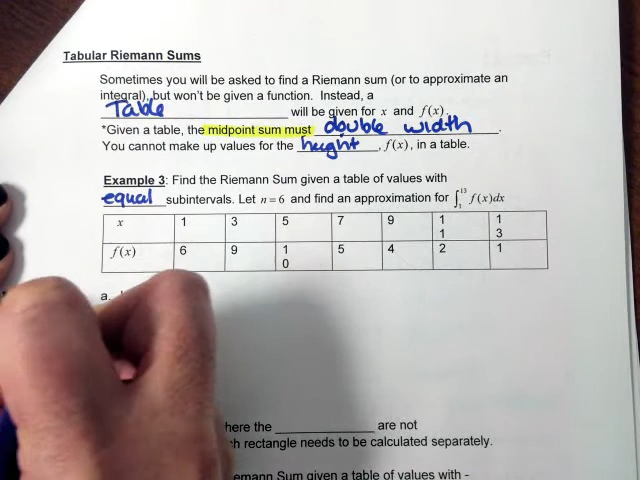 Tabular Riemann Sums
Sometimes you will be asked to find a Riemann sum (or to approximate an
integral), but won't be given a function. Instead, a
Table will be given for x and f(x).
*Given a table, the midpoint sum must double width.
You cannot make up values for the height, f(x), in a table.
Example 3: Find the Riemann Sum given a table of values with
equal subintervals. Let n = 6 and find an approximation for ∫₁¹³ f(x)dx
x 1 3 5 7 9 11 13
f(x) 6 9 10 5 4 2 1
a.
here the ____________ are not
rectangle needs to be calculated separately.
emann Sum given a table of values with -